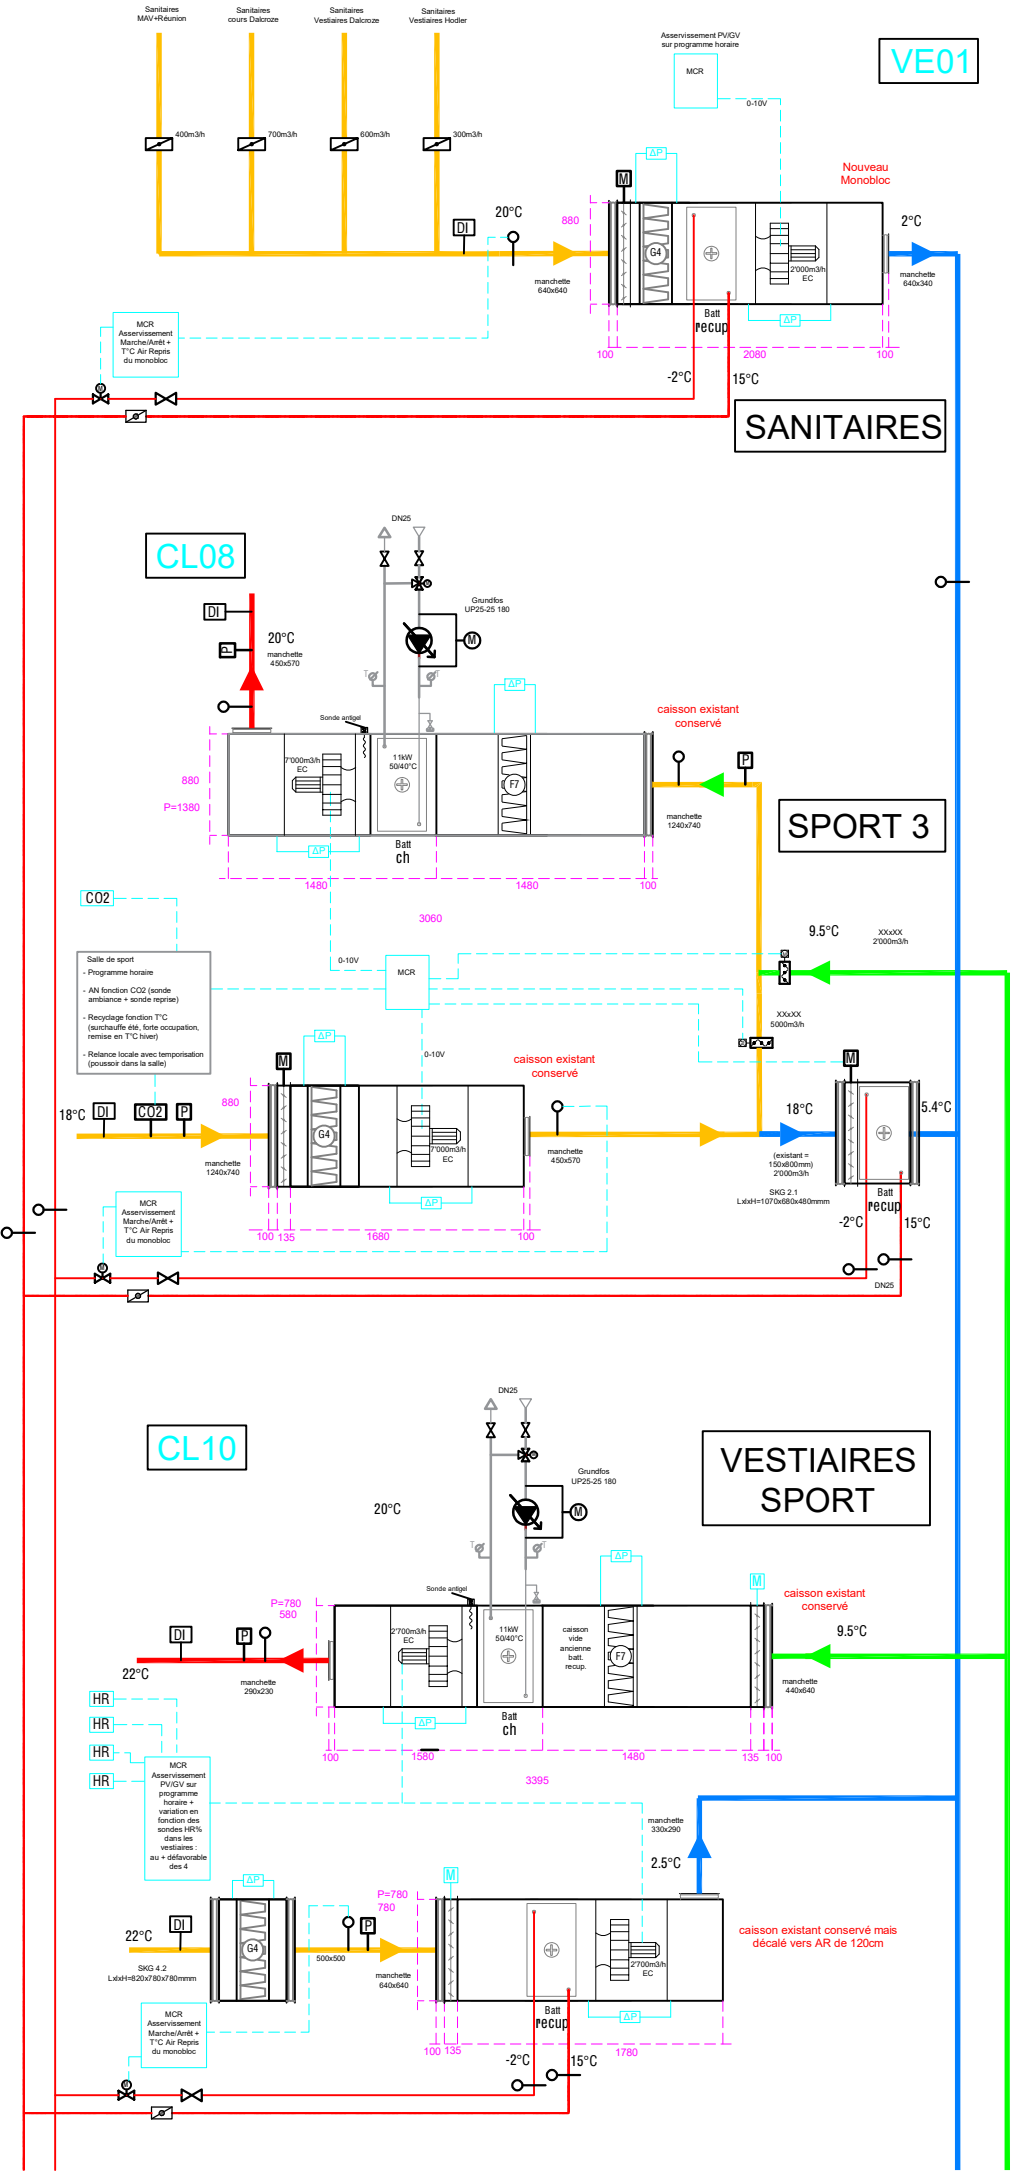 Sanitaires
MAV+Réunion
Sanitaires
cours Dalcroze
Sanitaires
Vestiaires Dalcroze
Sanitaires
Vestiaires Hodler
400m3/h
700m3/h
600m3/h
300m3/h
Asservissement PV/GV
sur programme horaire
MCR
0-10V
VE01
Nouveau
Monobloc
ΔP
M
880
DI
20°C
manchette
640x640
G4
2'000m3/h
EC
2°C
manchette
640x340
Batt
recup
ΔP
100
2080
100
MCR
Asservissement
Marche/Arrêt +
T°C Air Repris
du monobloc
M
-2°C
15°C
SANITAIRES
CL08
DN25
M
Grundfos
UP25-25 180
M
DI
20°C
manchette
450x570
P
T
T
ΔP
Sonde antigel
caisson existant
conservé
7'000m3/h
EC
11kW
50/40°C
F7
880
P=1380
P
manchette
1240x740
ΔP
Batt
ch
1480
1480
100
3060
SPORT 3
CO2
9.5°C
XXxXX
2'000m3/h
Salle de sport
- Programme horaire
- AN fonction CO2 (sonde
ambiance + sonde reprise)
- Recyclage fonction T°C
(surchauffe été, forte occupation,
remise en T°C hiver)
- Relance locale avec temporisation
(poussoir dans la salle)
0-10V
MCR
XXxXX
5000m3/h
0-10V
caisson existant
conservé
ΔP
M
M
880
18°C
DI
CO2
P
manchette
1240x740
G4
7'000m3/h
EC
manchette
450x570
18°C
(existant =
150x800mm)
2'000m3/h
SKG 2.1
LxlxH=1070x680x480mmm
5.4°C
Batt
recup
ΔP
100
135
1680
100
MCR
Asservissement
Marche/Arrêt +
T°C Air Repris
du monobloc
M
-2°C
15°C
DN25
CL10
DN25
20°C
Grundfos
UP25-25 180
M
VESTIAIRES
SPORT
T
T
ΔP
M
Sonde antigel
P=780
580
caisson existant
conservé
DI
P
2'700m3/h
EC
11kW
50/40°C
caisson
vide
ancienne
batt.
recup.
F7
9.5°C
22°C
manchette
290x230
manchette
440x640
ΔP
Batt
ch
100
1580
1480
135
100
3395
HR
HR
HR
HR
MCR
Asservissement
PV/GV sur
programme
horaire +
variation en
fonction des
sondes HR%
dans les
vestiaires :
au + défavorable
des 4
manchette
330x290
2.5°C
ΔP
M
P=780
780
22°C
DI
SKG 4.2
LxlxH=820x780x780mmm
G4
P
500x500
manchette
640x640
2'700m3/h
EC
caisson existant conservé mais
décalé vers AR de 120cm
Batt
recup
ΔP
100
135
1780
MCR
Asservissement
Marche/Arrêt +
T°C Air Repris
du monobloc
M
-2°C
15°C